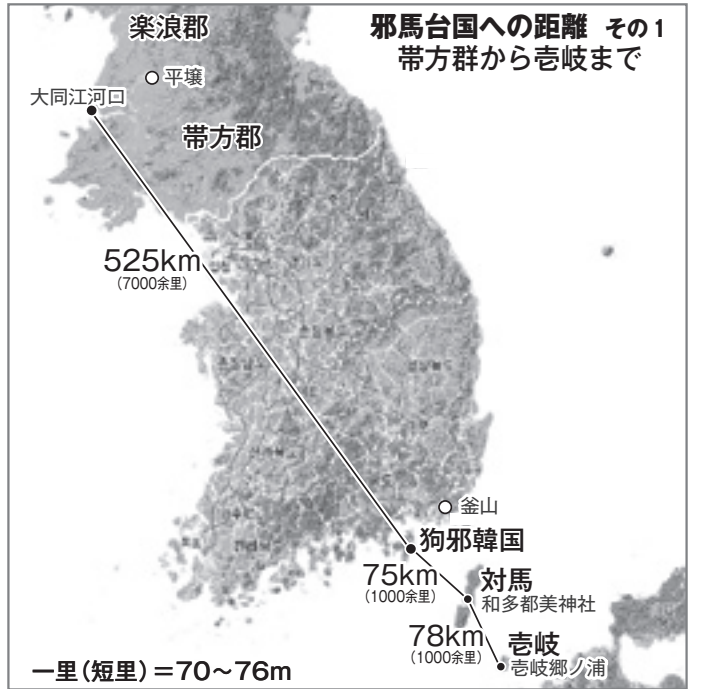 邪馬台国への距離 その1
帯方群から壱岐まで
楽浪郡
平壌
大同江河口
帯方郡
525km
(7000余里)
釜山
狗邪韓国
75km
(1000余里)
対馬
和多都美神社
78km
(1000余里)
壱岐
壱岐郷ノ浦
一里(短里)=70〜76m